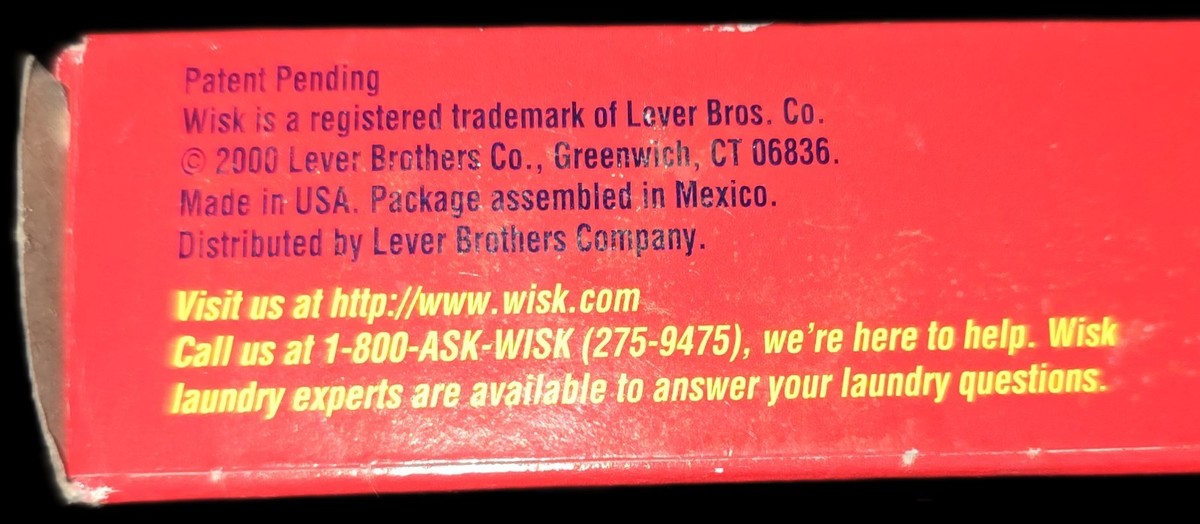 Patent Pending
Wisk is a registered trademark of Lever Bros. Co.
© 2000 Lever Brothers Co., Greenwich, CT 06836.
Made in USA. Package assembled in Mexico.
Distributed by Lever Brothers Company.
Visit us at http://www.wisk.com
Call us at 1-800-ASK-WISK (275-9475), we're here to help. Wisk
laundry experts are available to answer your laundry questions.